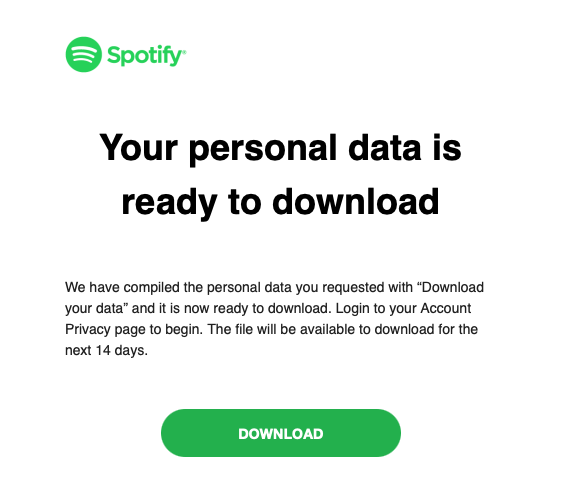 Spotify®
Your personal data is
ready to download
We have compiled the personal data you requested with “Download
your data” and it is now ready to download. Login to your Account
Privacy page to begin. The file will be available to download for the
next 14 days.
DOWNLOAD